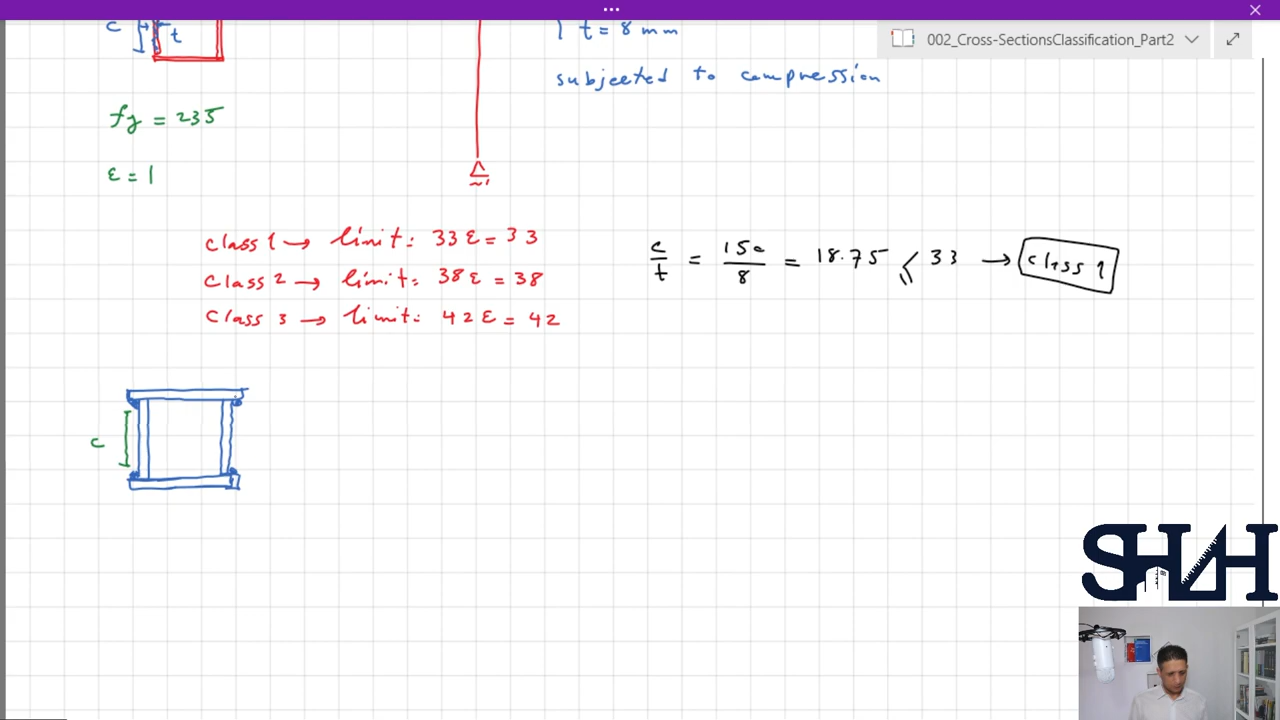 002_Cross-SectionsClassification_Part2
c
t
t = 8 mm
subjected to compression
fy = 235
ε = 1
class 1 → limit: 33ε = 33
class 2 → limit: 38ε = 38
class 3 → limit: 42ε = 42
c/t = 150/8 = 18.75 ≤ 33 → class 1
c
SHAH